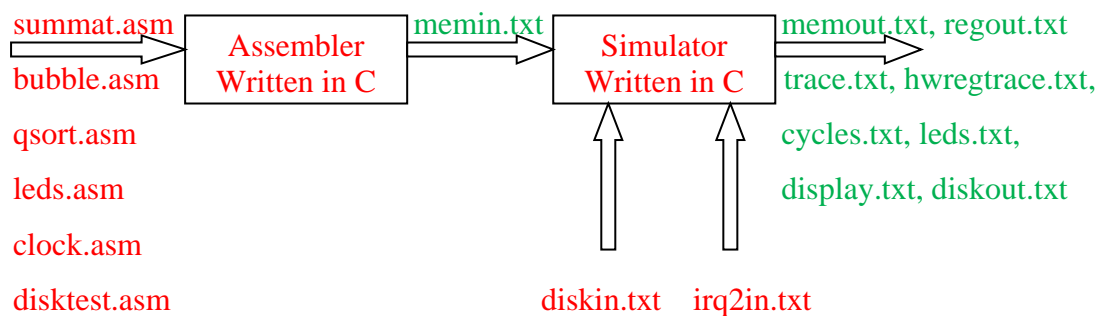 summat.asm
bubble.asm
qsort.asm
leds.asm
clock.asm
disktest.asm
Assembler
Written in C
memin.txt
Simulator
Written in C
diskin.txt
irq2in.txt
memout.txt, regout.txt
trace.txt, hwregtrace.txt,
cycles.txt, leds.txt,
display.txt, diskout.txt